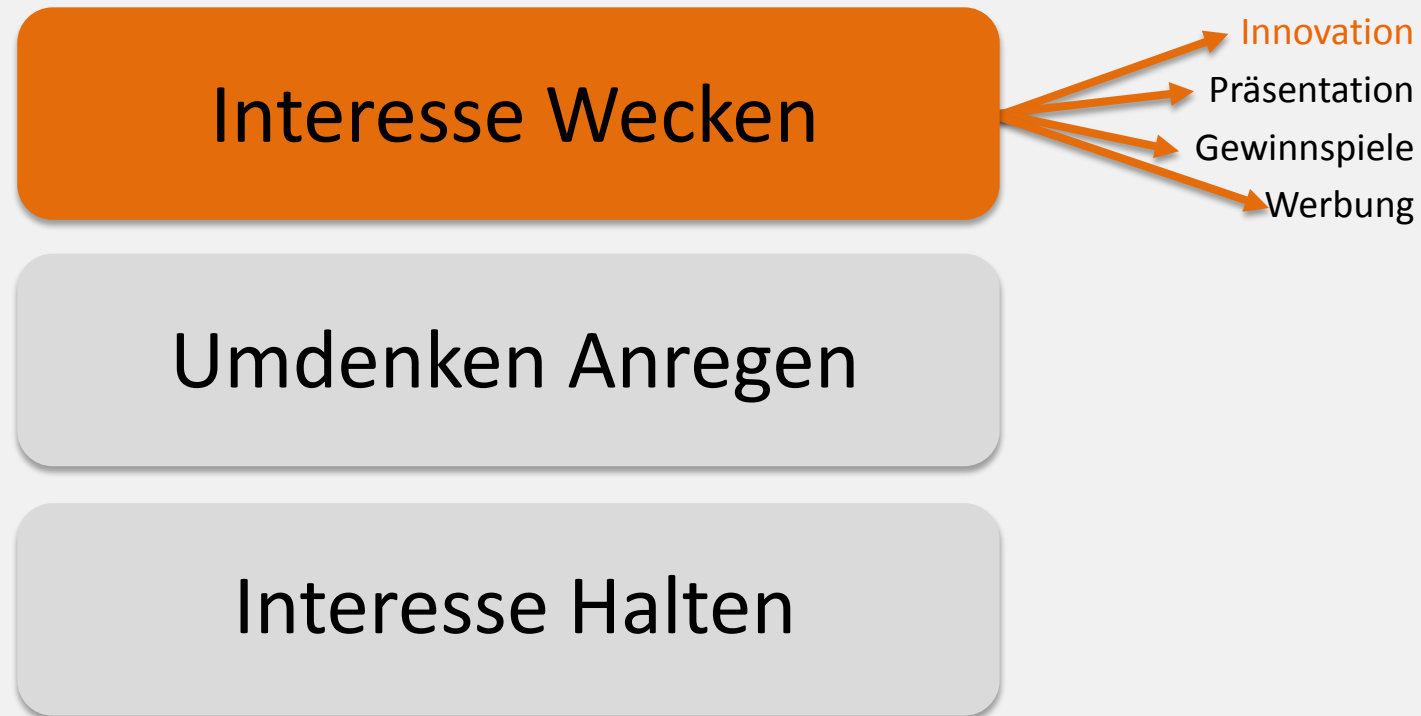 Interesse Wecken
Innovation
Präsentation
Gewinnspiele
Werbung
Umdenken Anregen
Interesse Halten